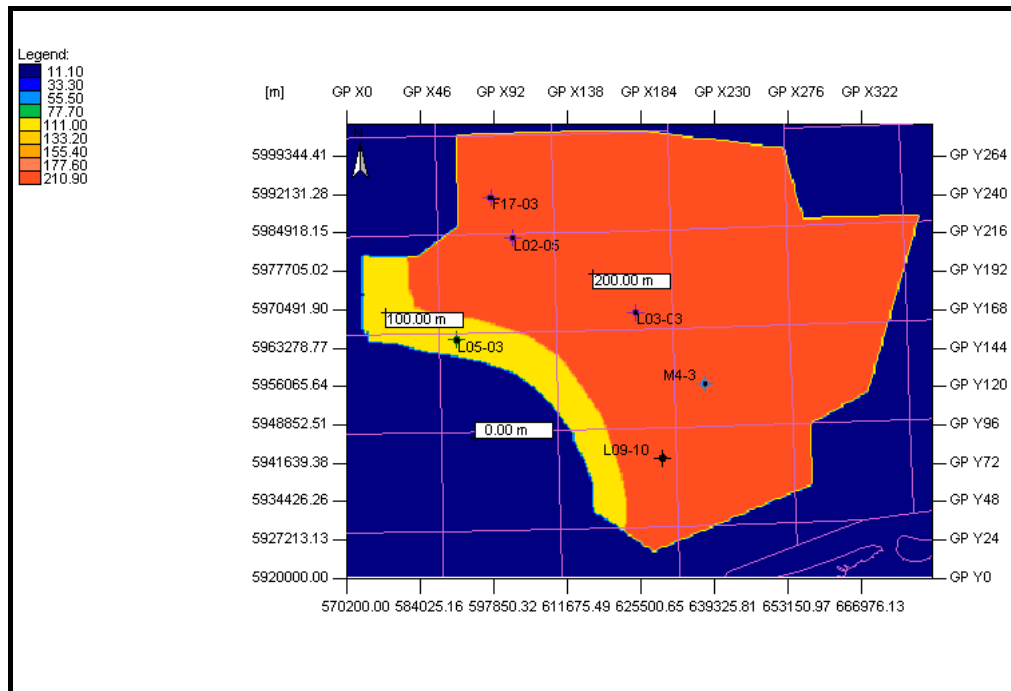 Legend:
11.10
33.30
55.50
77.70
111.00
133.20
155.40
177.60
210.90
[m] GP X0 GP X46 GP X92 GP X138 GP X184 GP X230 GP X276 GP X322
N
5999344.41 GP Y264
5992131.28 GP Y240
F17-03
5984918.15 GP Y216
L02-05
5977705.02 GP Y192
200.00 m
5970491.90 GP Y168
100.00 m L03-03
5963278.77 L05-03 GP Y144
M4-3
5956065.64 GP Y120
5948852.51 GP Y96
0.00 m
L09-10
5941639.38 GP Y72
5934426.26 GP Y48
5927213.13 GP Y24
5920000.00 GP Y0
570200.00 584025.16 597850.32 611675.49 625500.65 639325.81 653150.97 666976.13